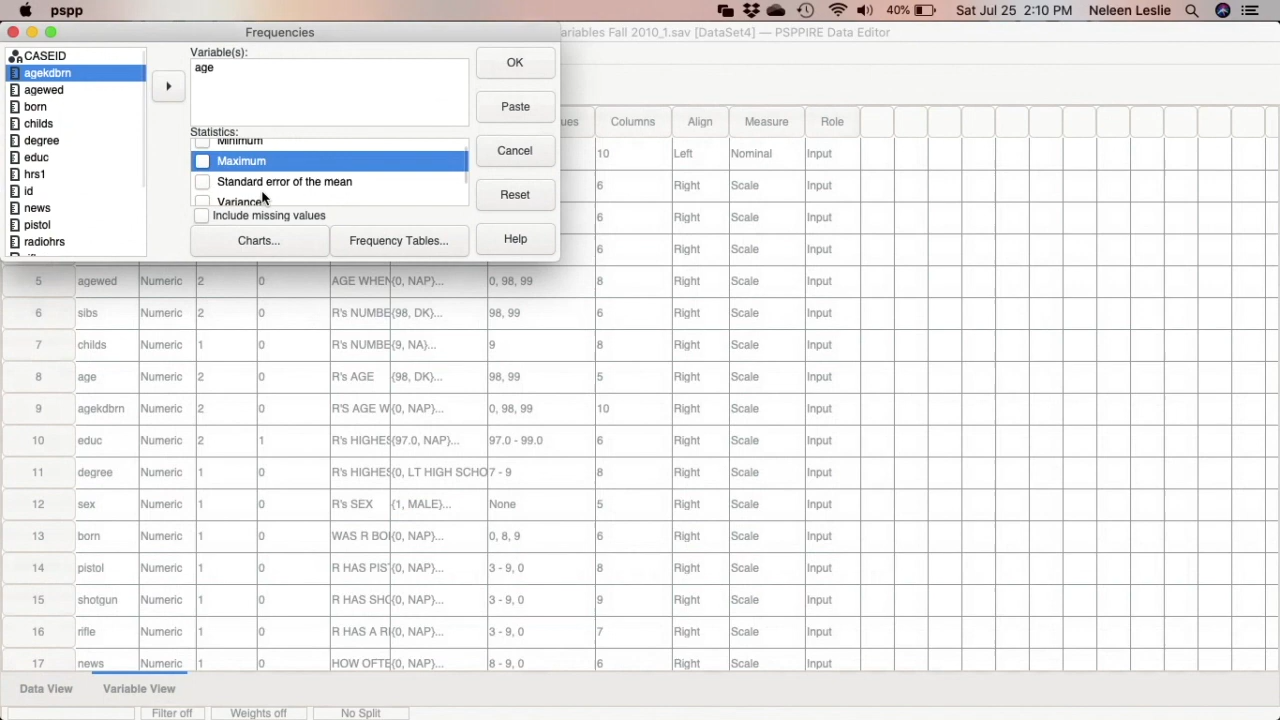 pspp
40%
Sat Jul 25 2:10 PM
Neleen Leslie
Frequencies
ariables Fall 2010_1.sav [DataSet4] — PSPPIRE Data Editor
CASEID
agekdbrn
agewed
born
childs
degree
educ
hrs1
id
news
pistol
radiohrs
Variable(s):
age
Statistics:
Minimum
Maximum
Standard error of the mean
Variance
Include missing values
Charts...
Frequency Tables...
OK
Paste
Cancel
Reset
Help
ues Columns Align Measure Role
10 Left Nominal Input
6 Right Scale Input
6 Right Scale Input
6 Right Scale Input
5 agewed Numeric 2 0 AGE WHEN {0, NAP}... 0, 98, 99 8 Right Scale Input
6 sibs Numeric 2 0 R's NUMBE {98, DK}... 98, 99 6 Right Scale Input
7 childs Numeric 1 0 R's NUMBE {9, NA}... 9 8 Right Scale Input
8 age Numeric 2 0 R's AGE {98, DK}... 98, 99 5 Right Scale Input
9 agekdbrn Numeric 2 0 R'S AGE W {0, NAP}... 0, 98, 99 10 Right Scale Input
10 educ Numeric 2 1 R's HIGHES {97.0, NAP}... 97.0 - 99.0 6 Right Scale Input
11 degree Numeric 1 0 R's HIGHES {0, LT HIGH SCHO 7 - 9 8 Right Scale Input
12 sex Numeric 1 0 R's SEX {1, MALE}... None 5 Right Scale Input
13 born Numeric 1 0 WAS R BO {0, NAP}... 0, 8, 9 6 Right Scale Input
14 pistol Numeric 1 0 R HAS PIS {0, NAP}... 3 - 9, 0 8 Right Scale Input
15 shotgun Numeric 1 0 R HAS SHO {0, NAP}... 3 - 9, 0 9 Right Scale Input
16 rifle Numeric 1 0 R HAS A RI {0, NAP}... 3 - 9, 0 7 Right Scale Input
17 news Numeric 1 0 HOW OFTE {0, NAP}... 8 - 9, 0 6 Right Scale Input
Data View Variable View
Filter off Weights off No Split